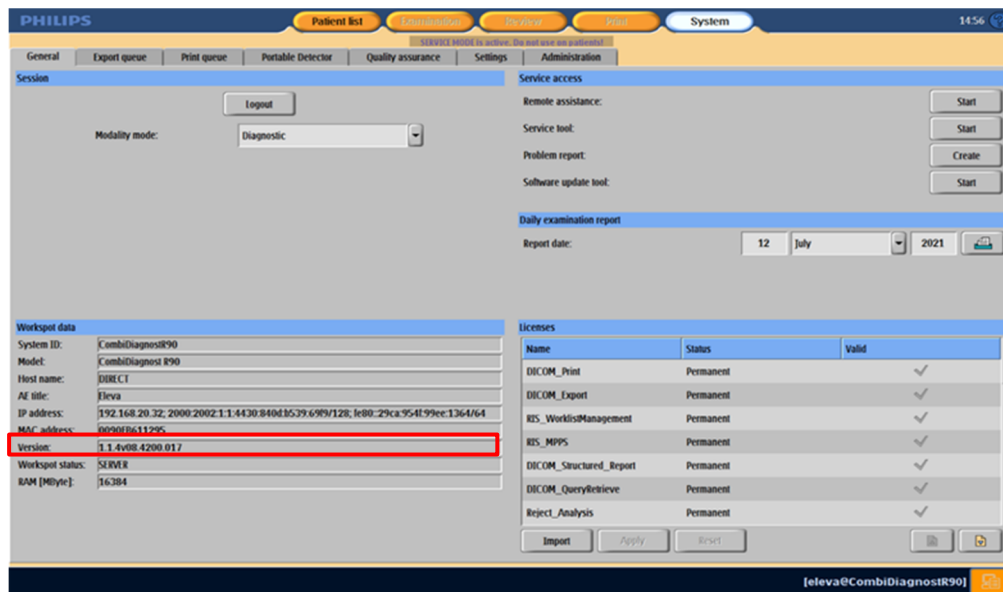 PHILIPS
Patient list
Examination
Review
Print
System
14:56
SERVICE MODE is active. Do not use on patients!
General
Export queue
Print queue
Portable Detector
Quality assurance
Settings
Administration
Session
Logout
Modality mode:
Diagnostic
Service access
Remote assistance:
Start
Service tool:
Start
Problem report:
Create
Software update tool:
Start
Daily examination report
Report date:
12
July
2021
Workspot data
System ID:
CombiDiagnostR90
Model:
CombiDiagnost R90
Host name:
DIRECT
AE title:
Eleva
IP address:
192.168.20.32; 2000:2002:1:1:4430:840d:b539:69f9/128; fe80::29ca:954f:99ee:1364/64
MAC address:
0090FB611295
Version:
1.1.4v08.4200.017
Workspot status:
SERVER
RAM [MByte]:
16384
Licenses
Name Status Valid
DICOM_Print Permanent
DICOM_Export Permanent
RIS_WorklistManagement Permanent
RIS_MPPS Permanent
DICOM_Structured_Report Permanent
DICOM_QueryRetrieve Permanent
Reject_Analysis Permanent
Import
Apply
Reset
[eleva@CombiDiagnostR90]